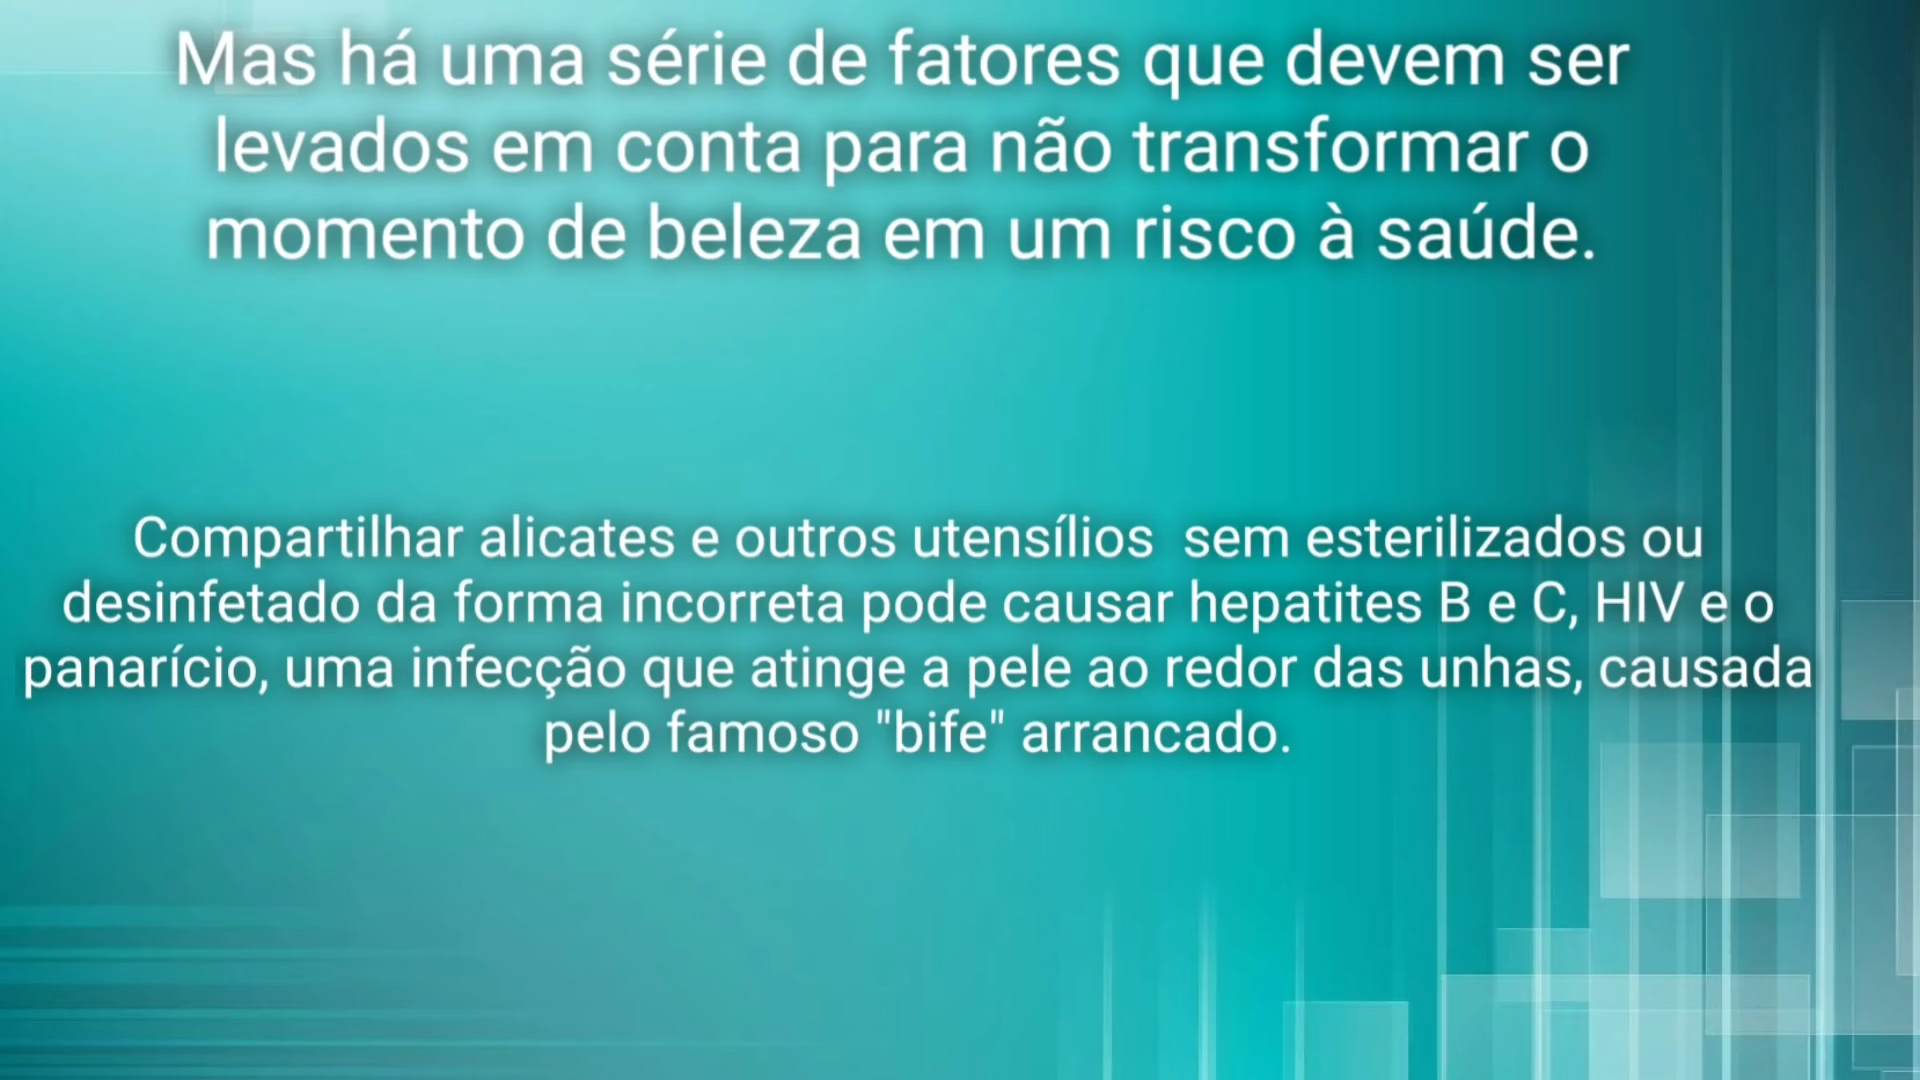 Mas há uma série de fatores que devem ser
levados em conta para não transformar o
momento de beleza em um risco à saúde.
Compartilhar alicates e outros utensílios  sem esterilizados ou
desinfetado da forma incorreta pode causar hepatites B e C, HIV e o
panarício, uma infecção que atinge a pele ao redor das unhas, causada
pelo famoso "bife" arrancado.